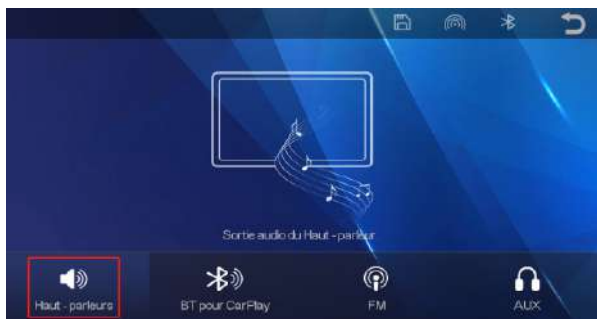 Sortie audio du Haut - parleur
Haut - parleurs
BT pour CarPlay
FM
AUX